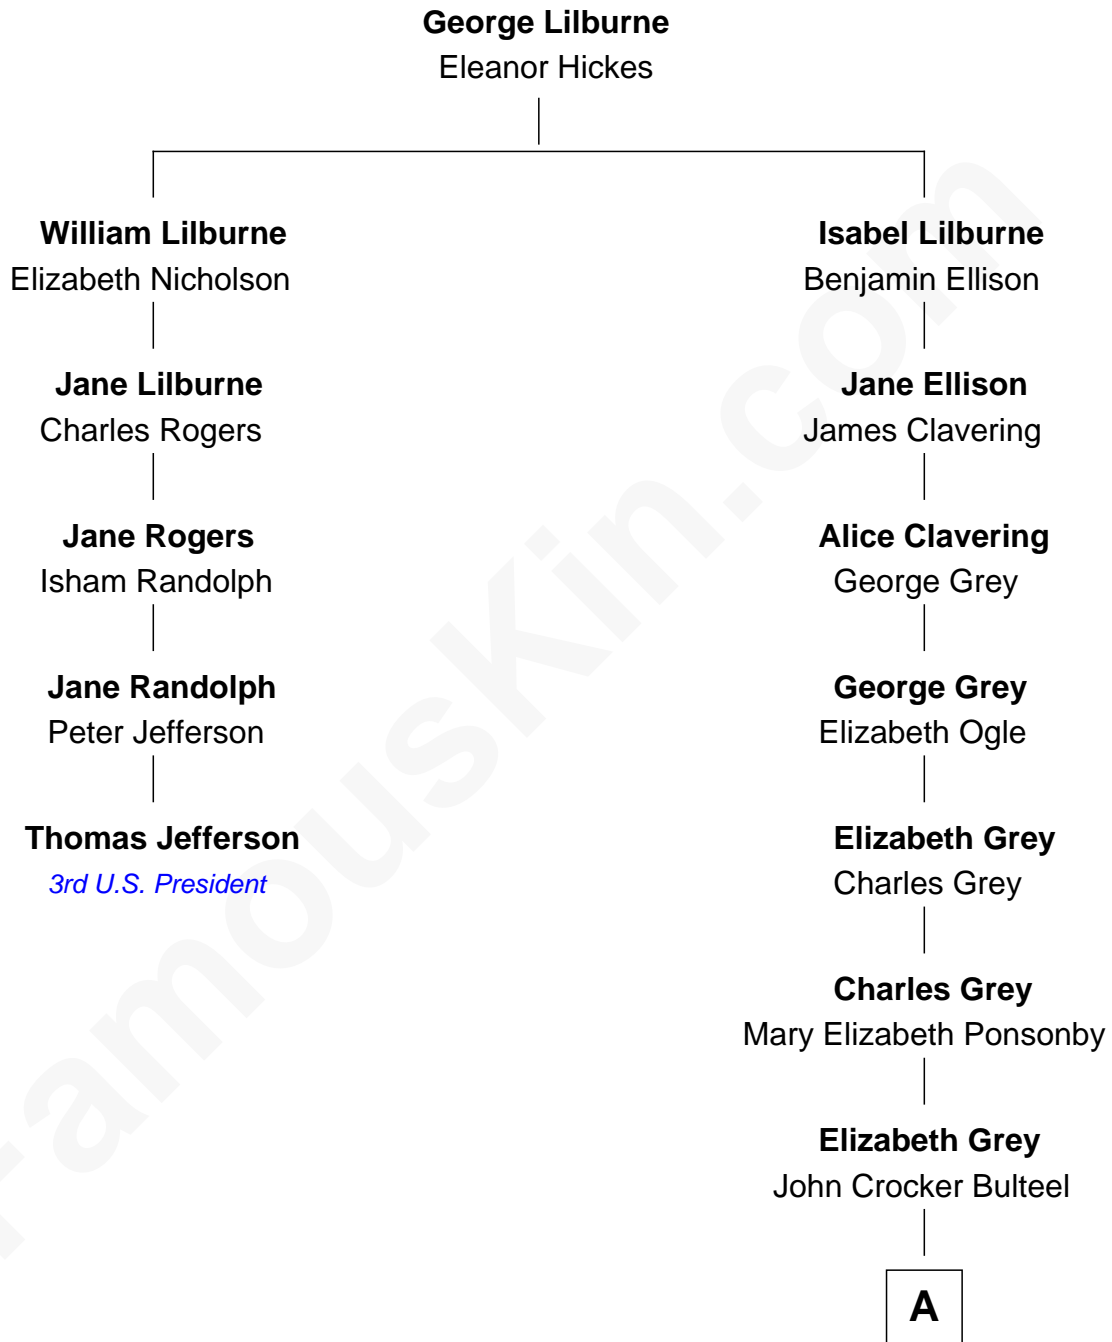 George Lilburne
Eleanor Hickes
William Lilburne
Elizabeth Nicholson
Isabel Lilburne
Benjamin Ellison
Jane Lilburne
Charles Rogers
Jane Ellison
James Clavering
Jane Rogers
Isham Randolph
Alice Clavering
George Grey
Jane Randolph
Peter Jefferson
George Grey
Elizabeth Ogle
Thomas Jefferson
3rd U.S. President
Elizabeth Grey
Charles Grey
Charles Grey
Mary Elizabeth Ponsonby
Elizabeth Grey
John Crocker Bulteel
A
FamousKin.com